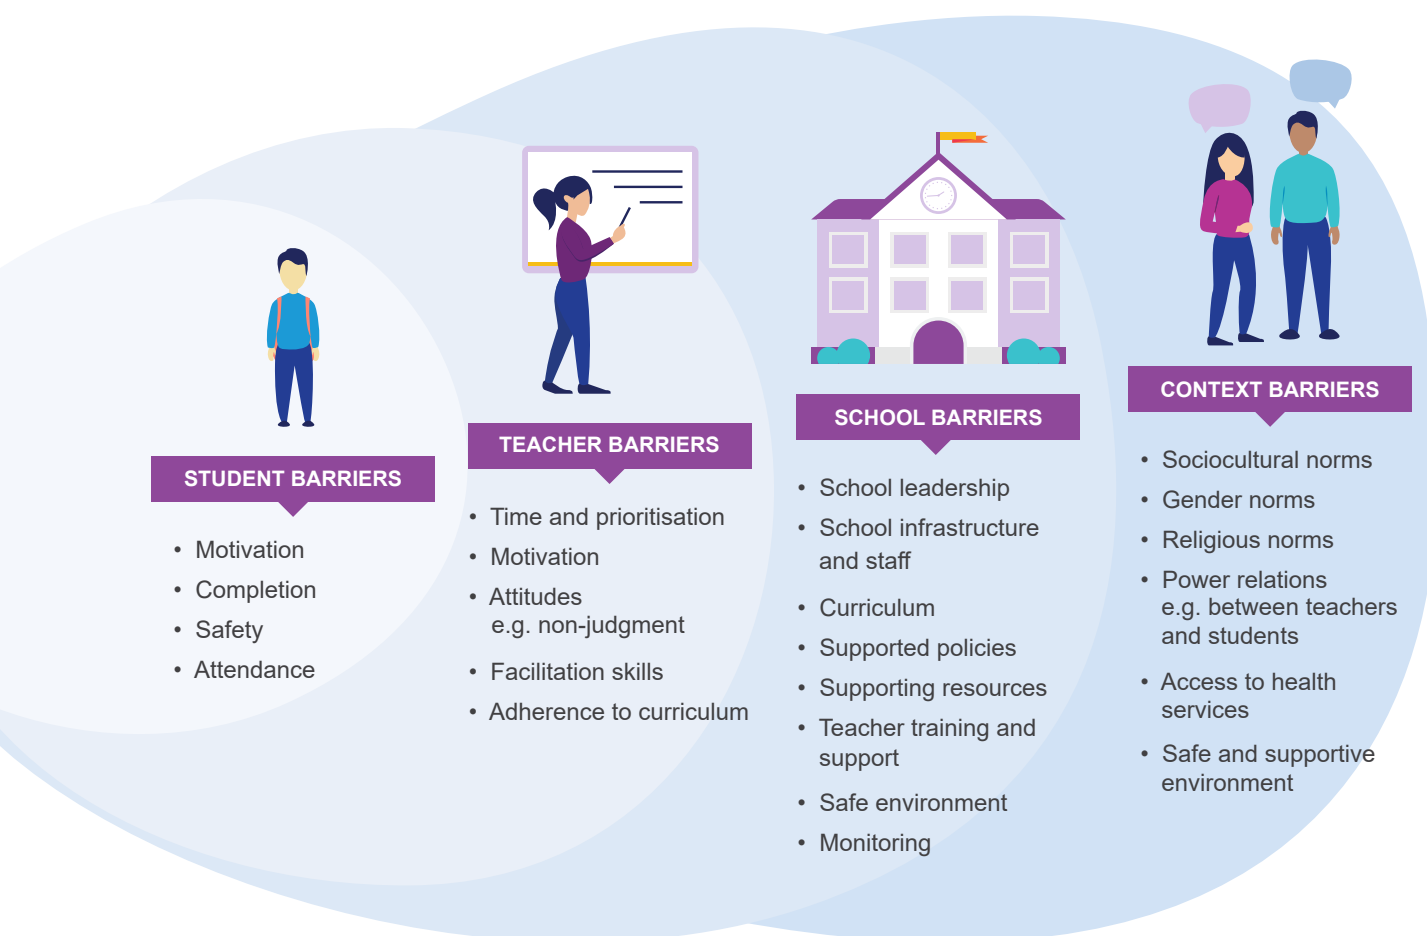 STUDENT BARRIERS
• Motivation
• Completion
• Safety
• Attendance
TEACHER BARRIERS
• Time and prioritisation
• Motivation
• Attitudes
e.g. non-judgment
• Facilitation skills
• Adherence to curriculum
SCHOOL BARRIERS
• School leadership
• School infrastructure
and staff
• Curriculum
• Supported policies
• Supporting resources
• Teacher training and
support
• Safe environment
• Monitoring
CONTEXT BARRIERS
• Sociocultural norms
• Gender norms
• Religious norms
• Power relations
e.g. between teachers
and students
• Access to health
services
• Safe and supportive
environment